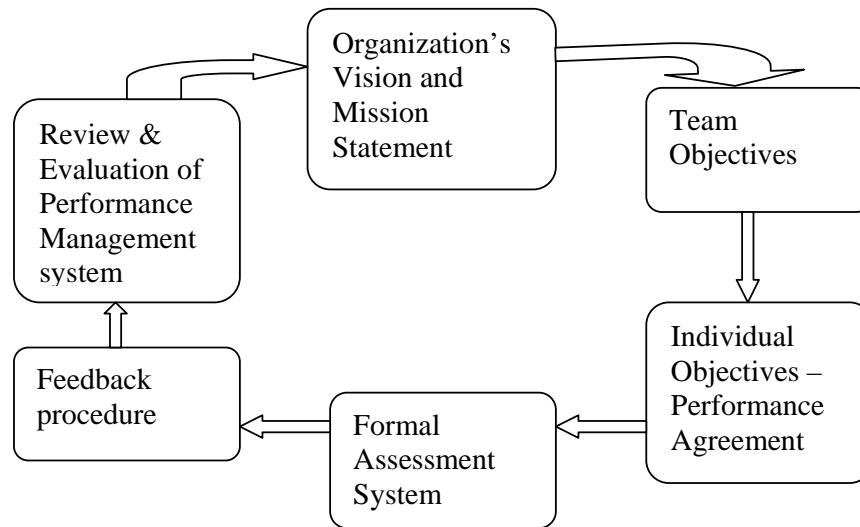 Organization’s
Vision and
Mission
Statement
Team
Objectives
Individual
Objectives –
Performance
Agreement
Formal
Assessment
System
Feedback
procedure
Review &
Evaluation of
Performance
Management
system